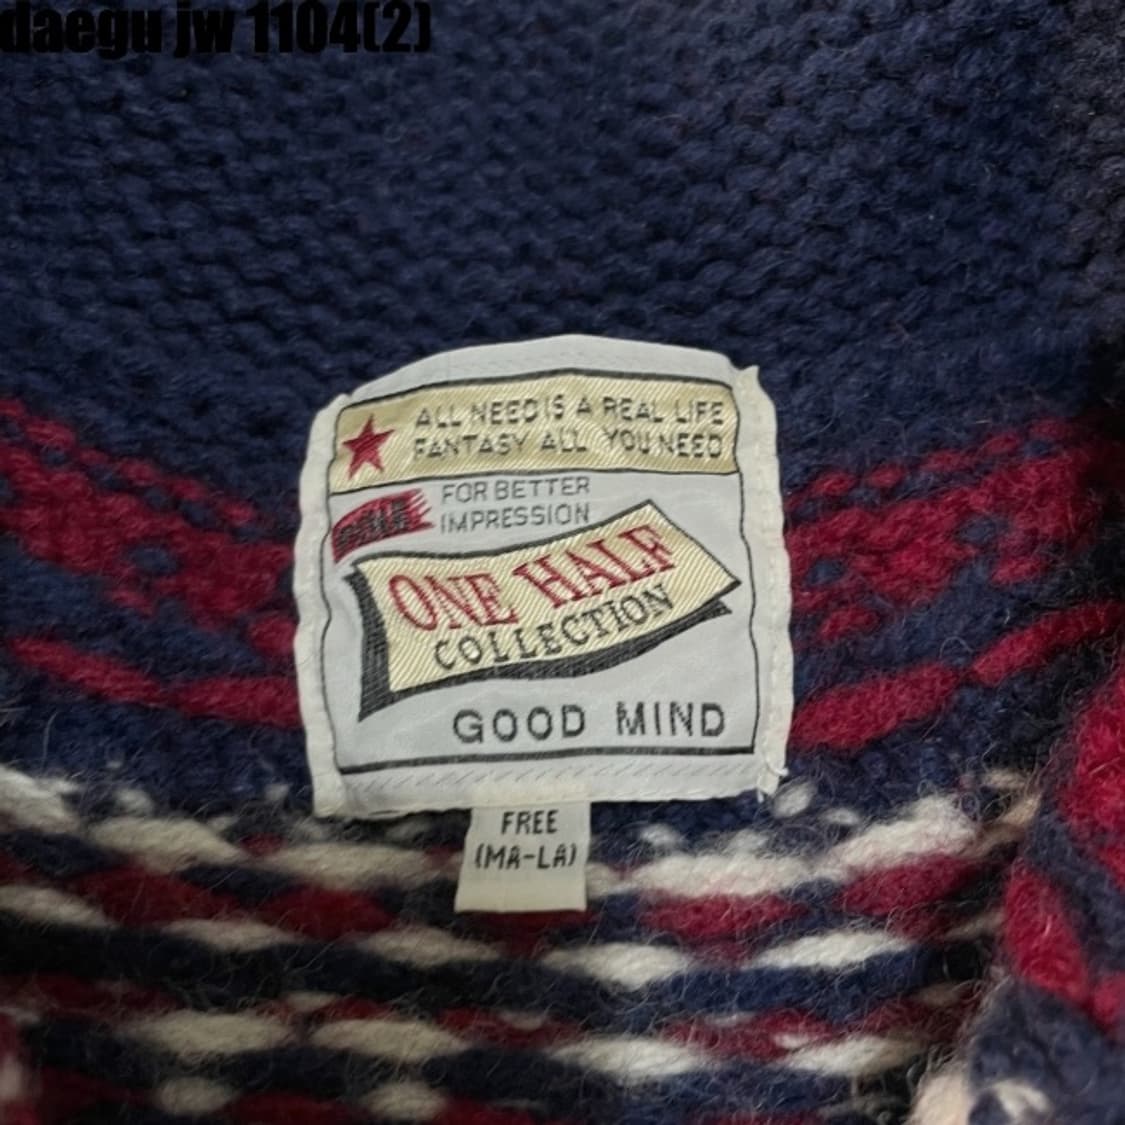 daegu jw 1104(2)
ALL NEED IS A REAL LIFE
FANTASY ALL YOU NEED
FOR BETTER
IMPRESSION
ONE HALF
COLLECTION
GOOD MIND
FREE
(MA-LA)